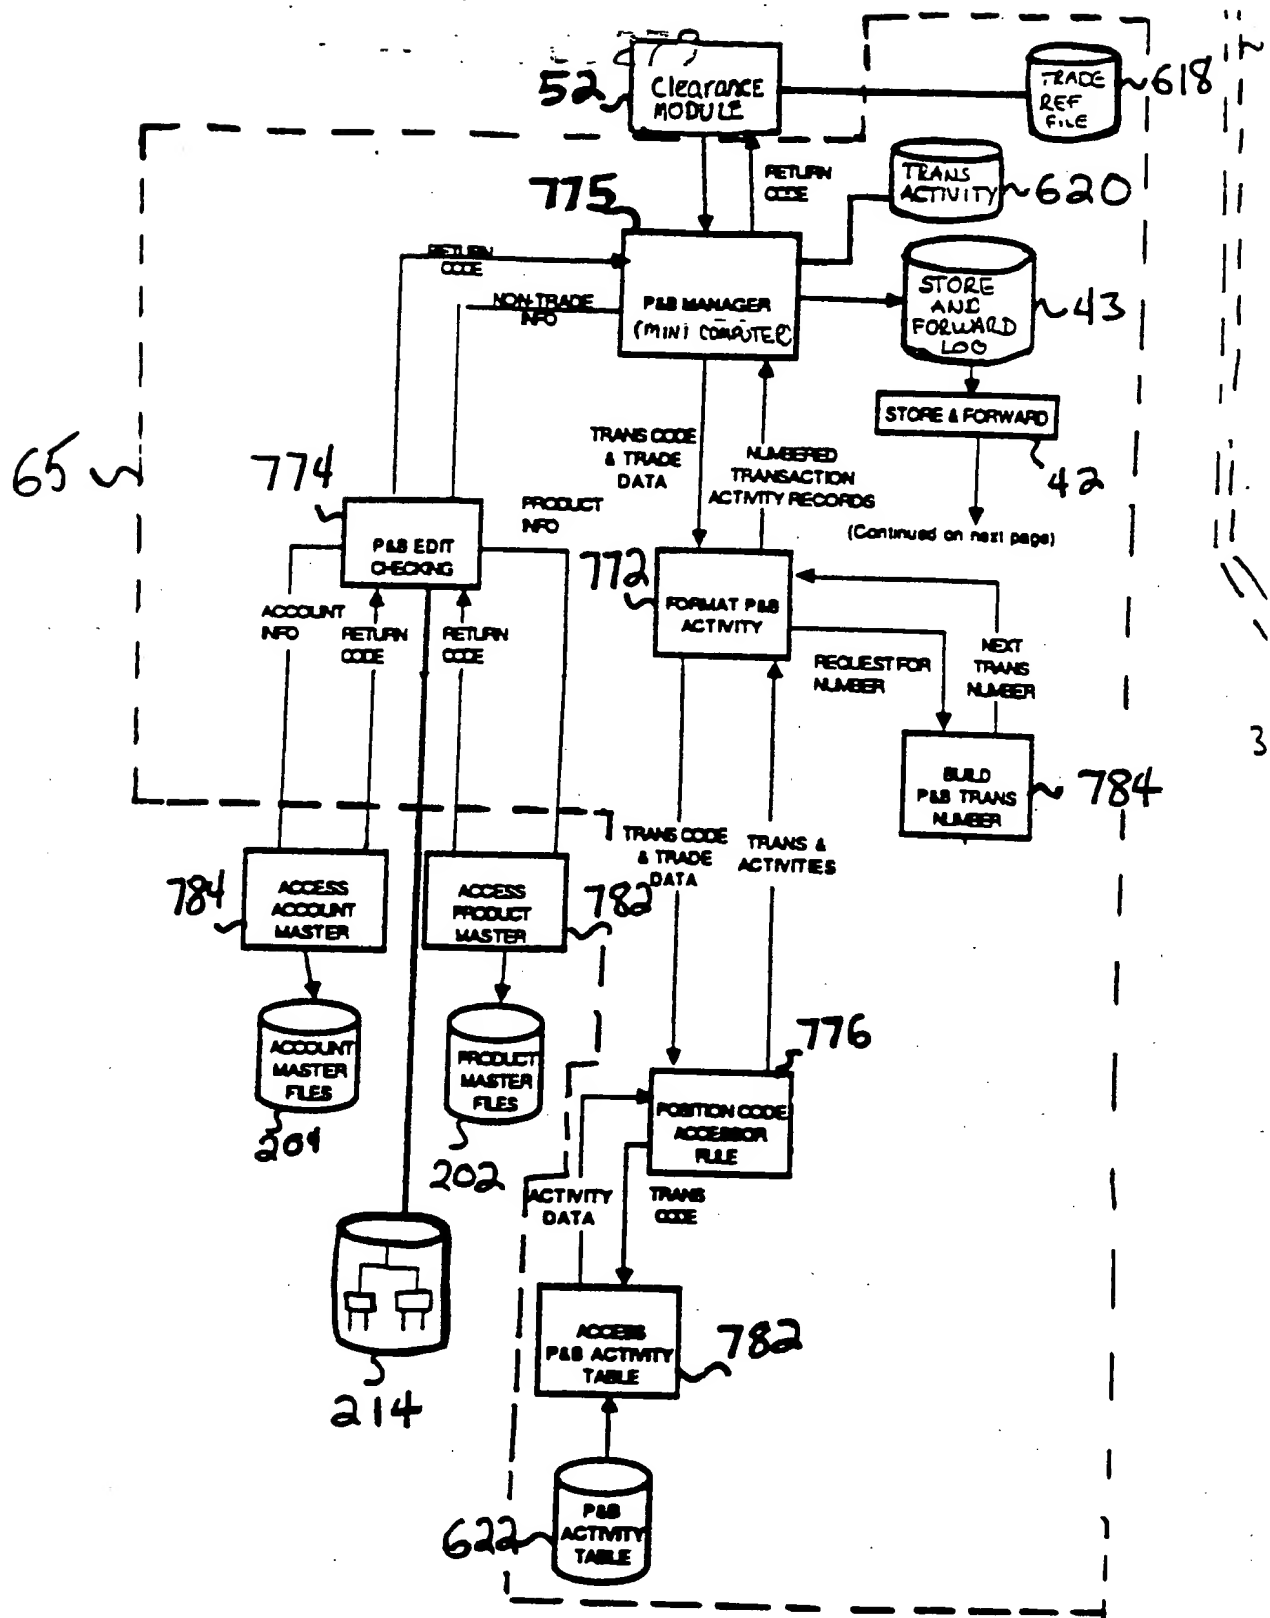 52
Clearance
MODULE
TRADE
REF
FILE
618
RETURN
CODE
TRANS
ACTIVITY
620
775
RETURN
CODE
NON-TRADE
INFO
P&B MANAGER
(MINI COMPUTER
STORE
AND
FORWARD
LOG
43
STORE & FORWARD
42
(Continued on next page)
65
774
TRANS CODE
& TRADE
DATA
NUMBERED
TRANSACTION
ACTIVITY RECORDS
PRODUCT
INFO
P&B EDIT
CHECKING
772
FORMAT P&B
ACTIVITY
ACCOUNT
INFO
RETURN
CODE
RETURN
CODE
REQUEST FOR
NUMBER
NEXT
TRANS
NUMBER
3
BUILD
P&B TRANS
NUMBER
784
TRANS CODE
& TRADE
DATA
TRANS &
ACTIVITIES
784
ACCESS
ACCOUNT
MASTER
ACCESS
PRODUCT
MASTER
782
ACCOUNT
MASTER
FILES
204
PRODUCT
MASTER
FILES
202
776
POSITION CODE
ACCESSOR
FILE
ACTIVITY
DATA
TRANS
CODE
214
ACCESS
P&B ACTIVITY
TABLE
782
622
P&B
ACTIVITY
TABLE